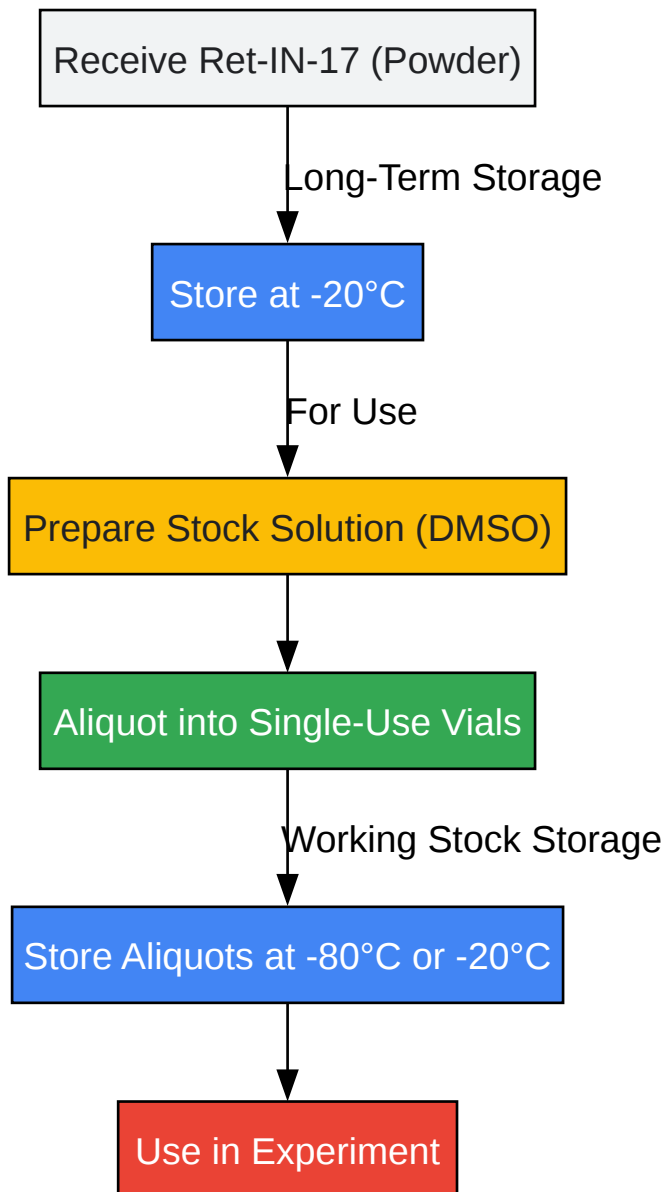 Receive Ret-IN-17 (Powder)
Long-Term Storage
Store at -20°C
For Use
Prepare Stock Solution (DMSO)
Aliquot into Single-Use Vials
Working Stock Storage
Store Aliquots at -80°C or -20°C
Use in Experiment